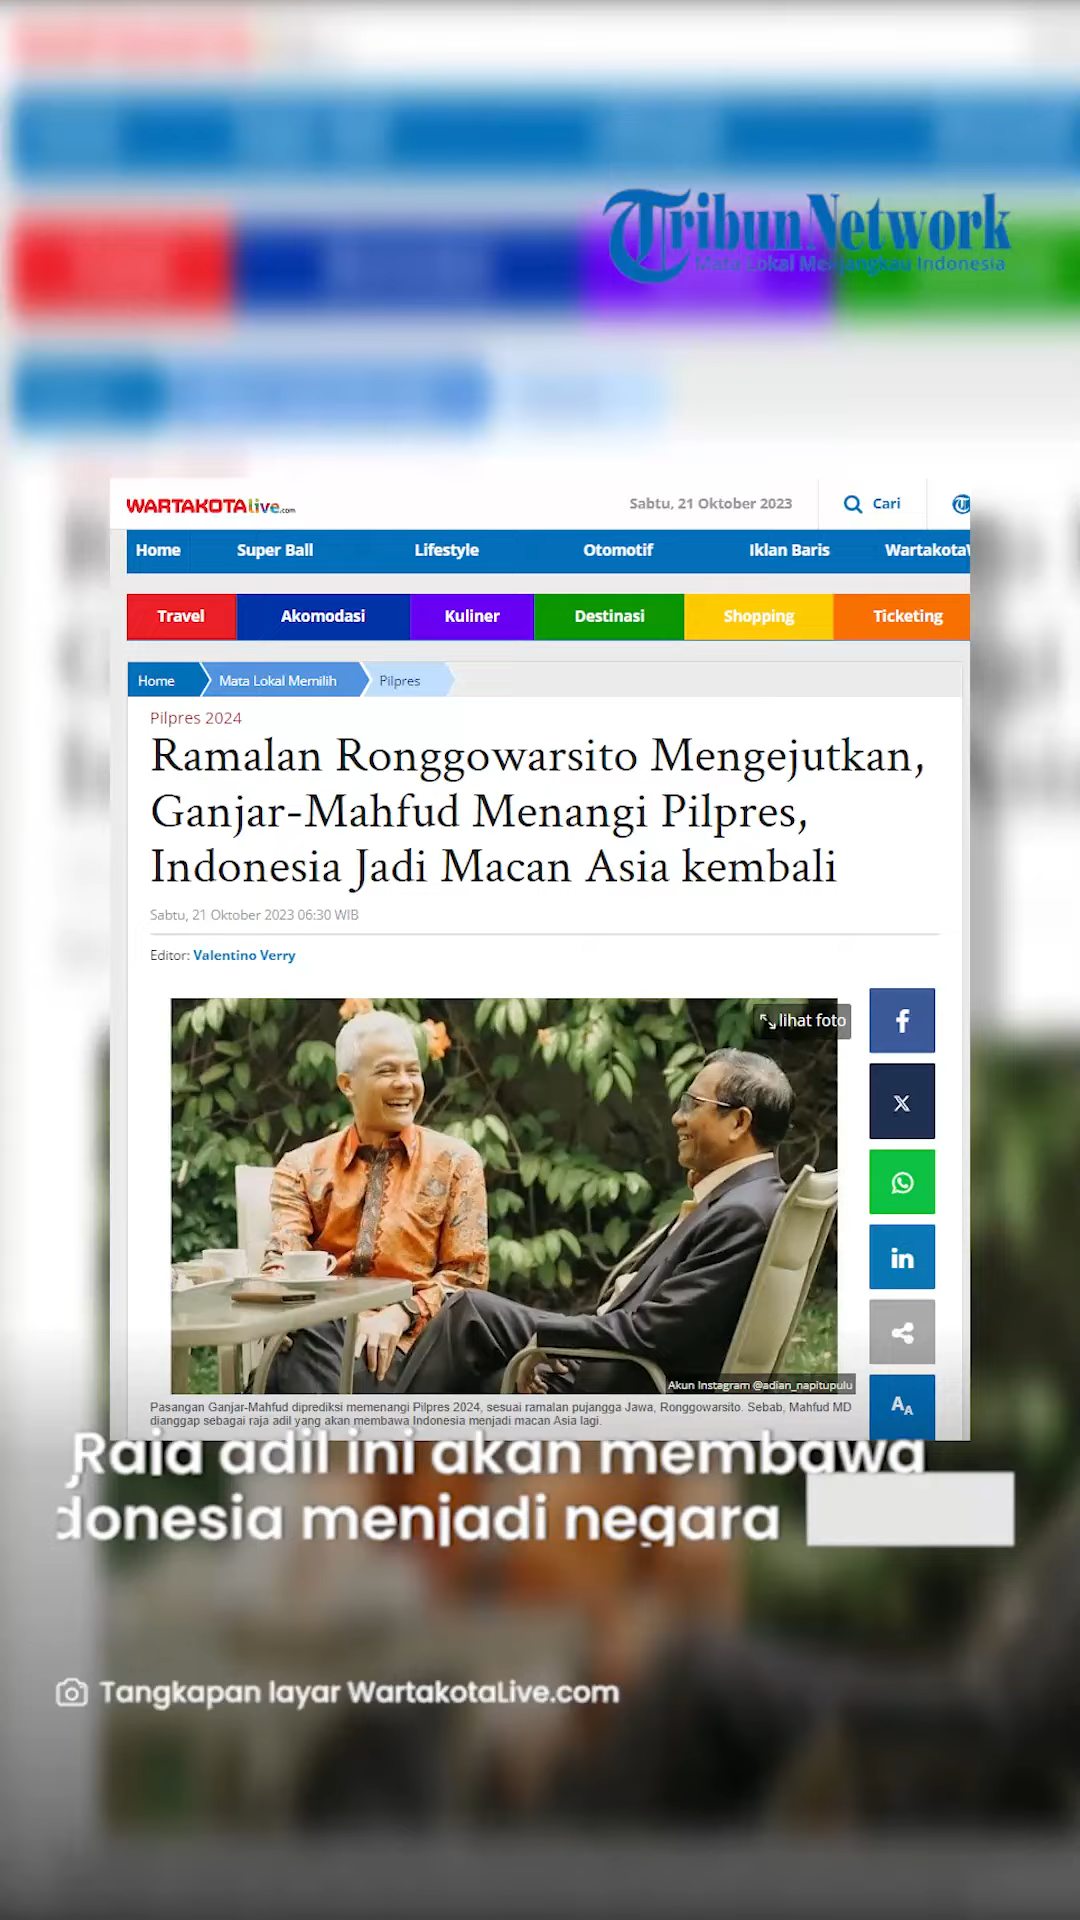 TribunNetwork
Mata Lokal Menjangkau Indonesia
WARTAKOTAlive.com
Sabtu, 21 Oktober 2023
Cari
Home Super Ball Lifestyle Otomotif Iklan Baris
Travel Akomodasi Kuliner Destinasi Shopping Ticketing
Home Mata Lokal Memilih Pilpres
Pilpres 2024
Ramalan Ronggowarsito Mengejutkan,
Ganjar-Mahfud Menangi Pilpres,
Indonesia Jadi Macan Asia kembali
Sabtu, 21 Oktober 2023 06:30 WIB
Editor: Valentino Verry
lihat foto
Akun Instagram @adian_napitupulu
Pasangan Ganjar-Mahfud diprediksi memenangi Pilpres 2024, sesuai ramalan pujangga Jawa, Ronggowarsito. Sebab, Mahfud MD
dianggap sebagai raja adil yang akan membawa Indonesia menjadi macan Asia lagi.
Raja adil ini akan membawa
donesia menjadi negara
Tangkapan layar WartakotaLive.com